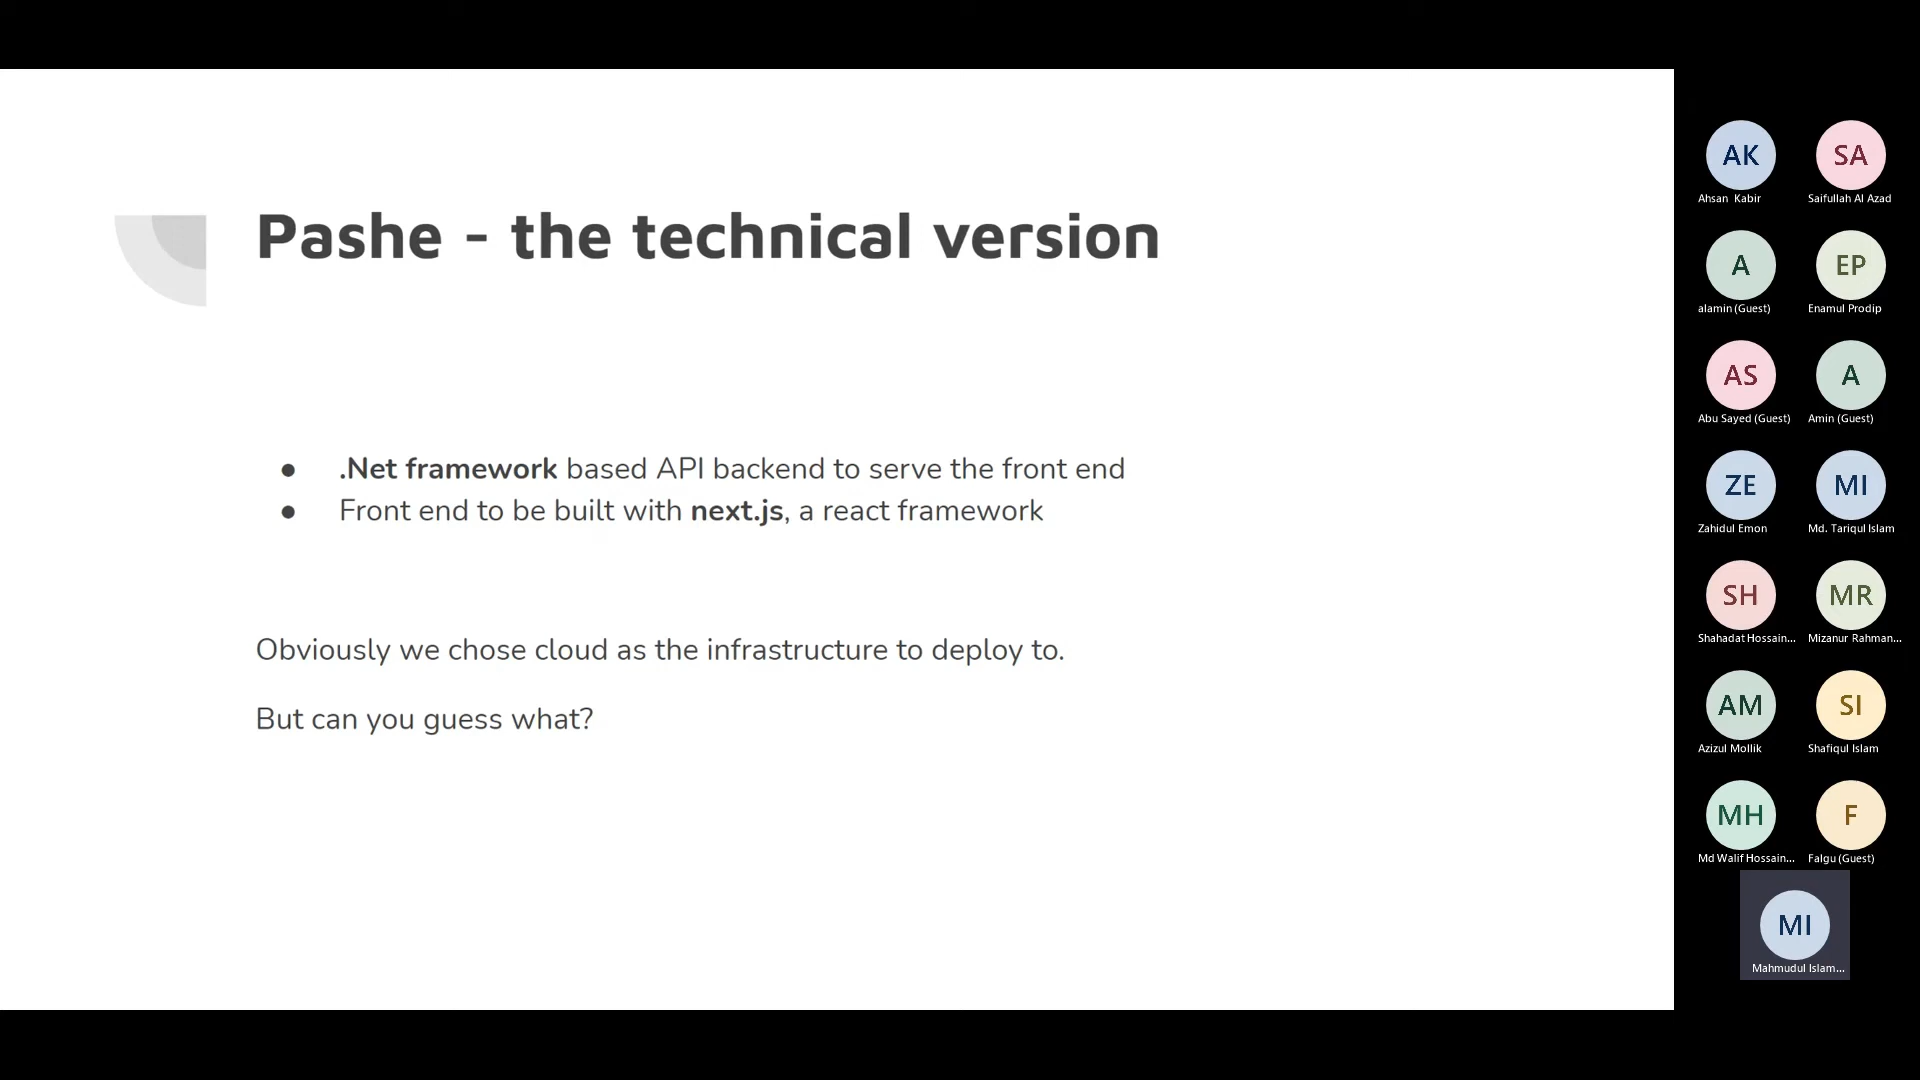 Pashe - the technical version
● .Net framework based API backend to serve the front end
● Front end to be built with next.js, a react framework
Obviously we chose cloud as the infrastructure to deploy to.
But can you guess what?
AK
Ahsan Kabir
SA
Saifullah Al Azad
A
alamin (Guest)
EP
Enamul Prodip
AS
Abu Sayed (Guest)
A
Amin (Guest)
ZE
Zahidul Emon
MI
Md. Tariqul Islam
SH
Shahadat Hossain...
MR
Mizanur Rahman...
AM
Azizul Mollik
SI
Shafiqul Islam
MH
Md Walif Hossain...
F
Falgu (Guest)
MI
Mahmudul Islam...